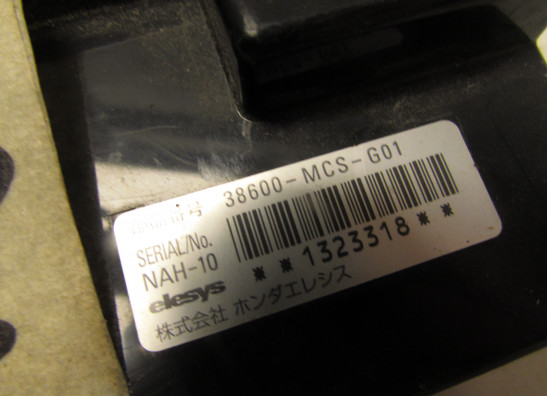 号 38600-MCS-G01
SERIAL/No.
NAH-10
**1323318**
elesys
株式会社 ホンダエレシス